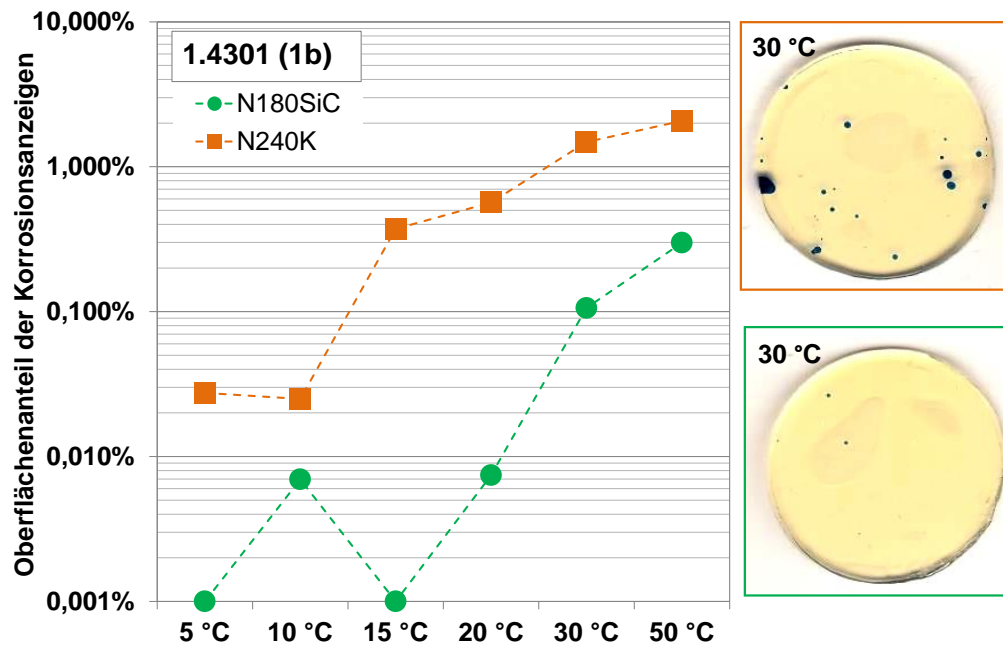 Oberflächenanteil der Korrosionsanzeigen
10,000%
1,000%
0,100%
0,010%
0,001%
1.4301 (1b)
N180SiC
N240K
5 °C
10 °C
15 °C
20 °C
30 °C
50 °C
30 °C
30 °C